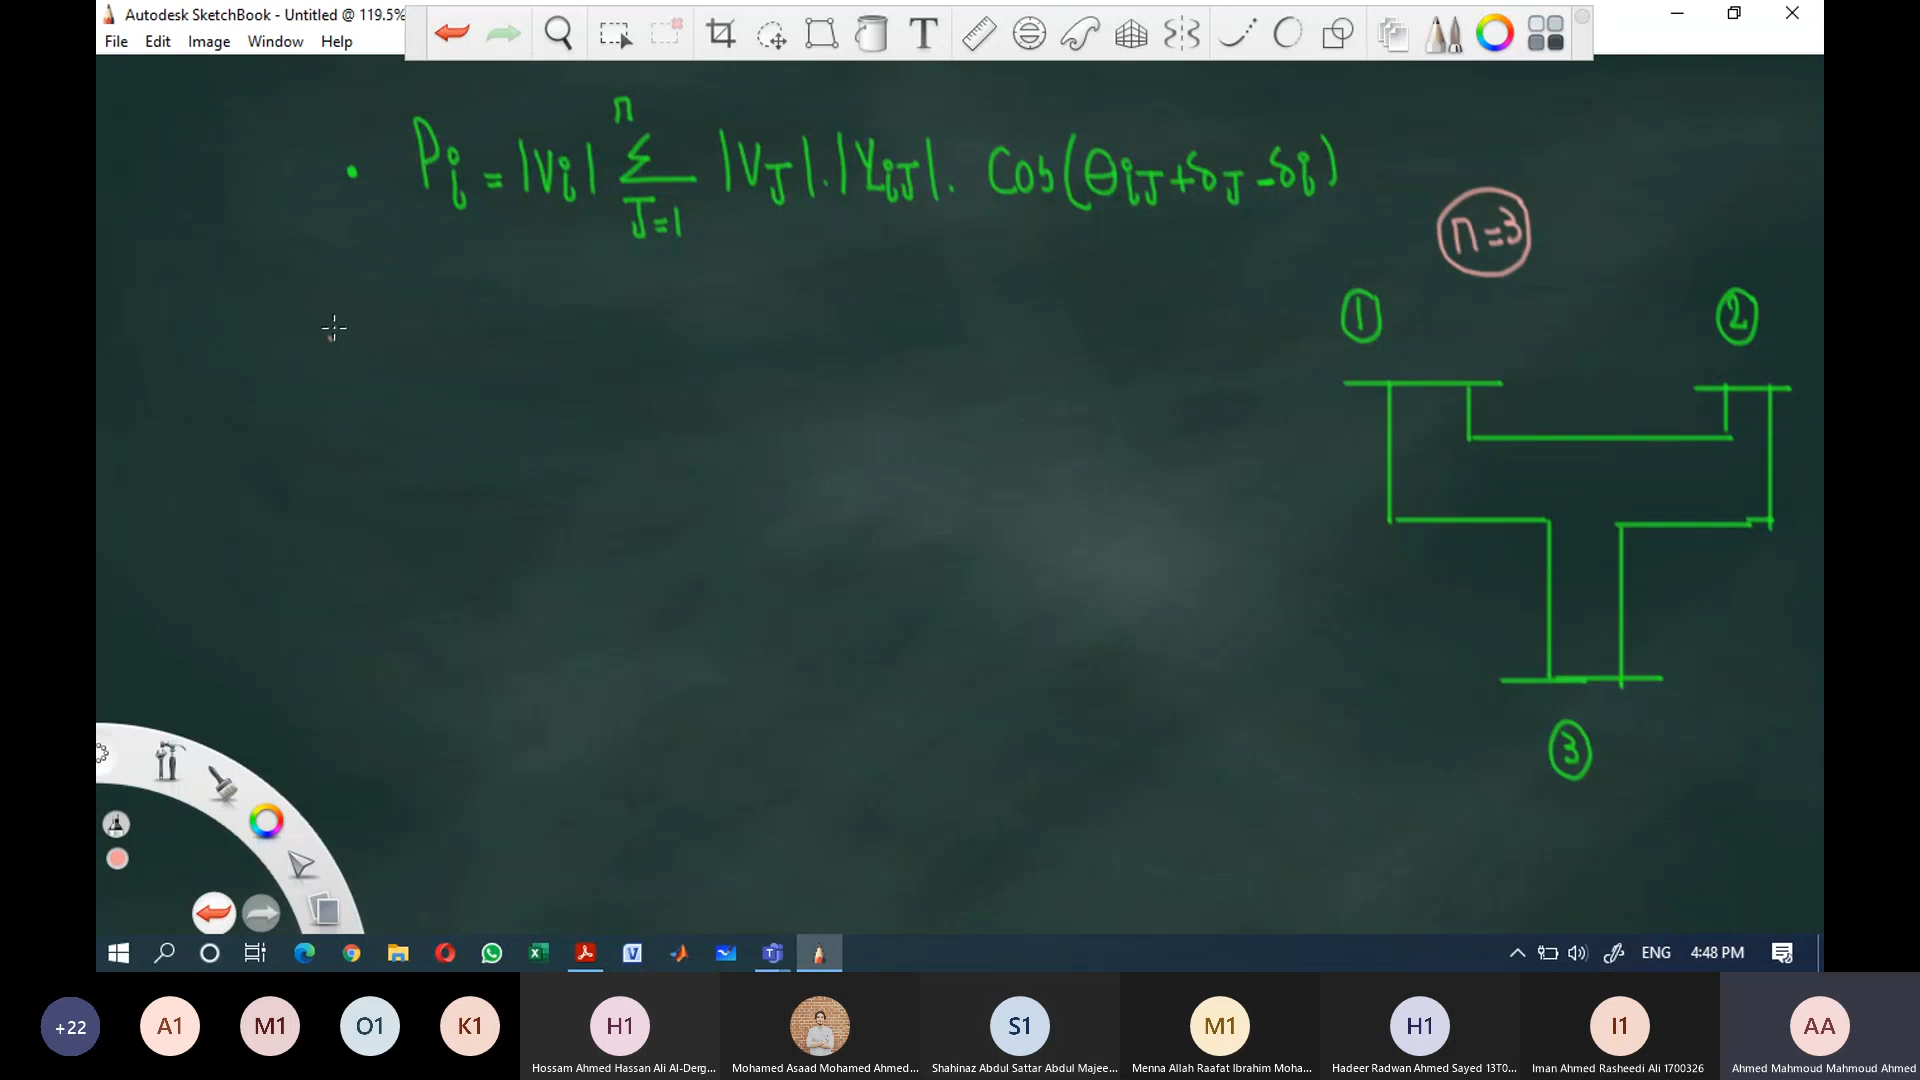 Autodesk SketchBook - Untitled @ 119.5%
File Edit Image Window Help
T
n
• Pi = |Vi| Σ |VJ| . |YiJ| . Cos(θiJ + δJ - δi)
J=1
n=3
1 2
3
ENG 4:48 PM
+22 A1 M1 O1 K1 H1 S1 M1 H1 I1 AA
Hossam Ahmed Hassan Ali Al-Derg... Mohamed Asaad Mohamed Ahmed... Shahinaz Abdul Sattar Abdul Majee... Menna Allah Raafat Ibrahim Moha... Hadeer Radwan Ahmed Sayed 13T0... Iman Ahmed Rasheedi Ali 1700326 Ahmed Mahmoud Mahmoud Ahmed